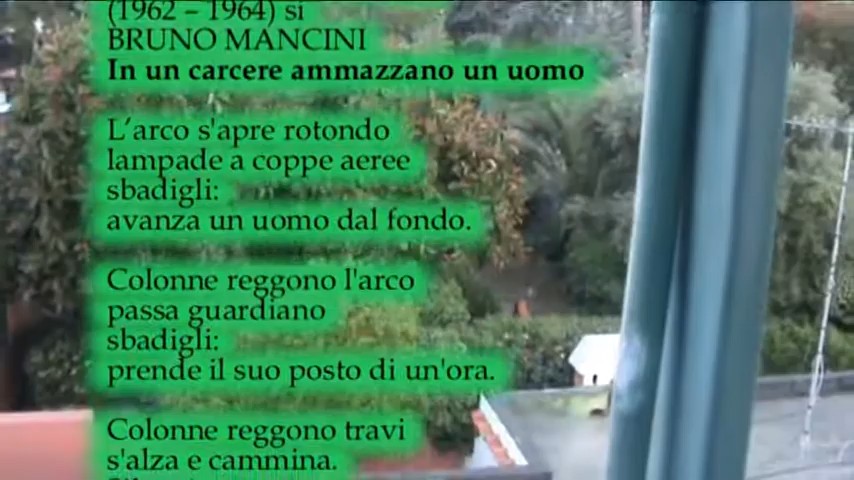 (1962 – 1964) si
BRUNO MANCINI
In un carcere ammazzano un uomo
L'arco s'apre rotondo
lampade a coppe aeree
sbadigli:
avanza un uomo dal fondo.
Colonne reggono l'arco
passa guardiano
sbadigli:
prende il suo posto di un'ora.
Colonne reggono travi
s'alza e cammina.